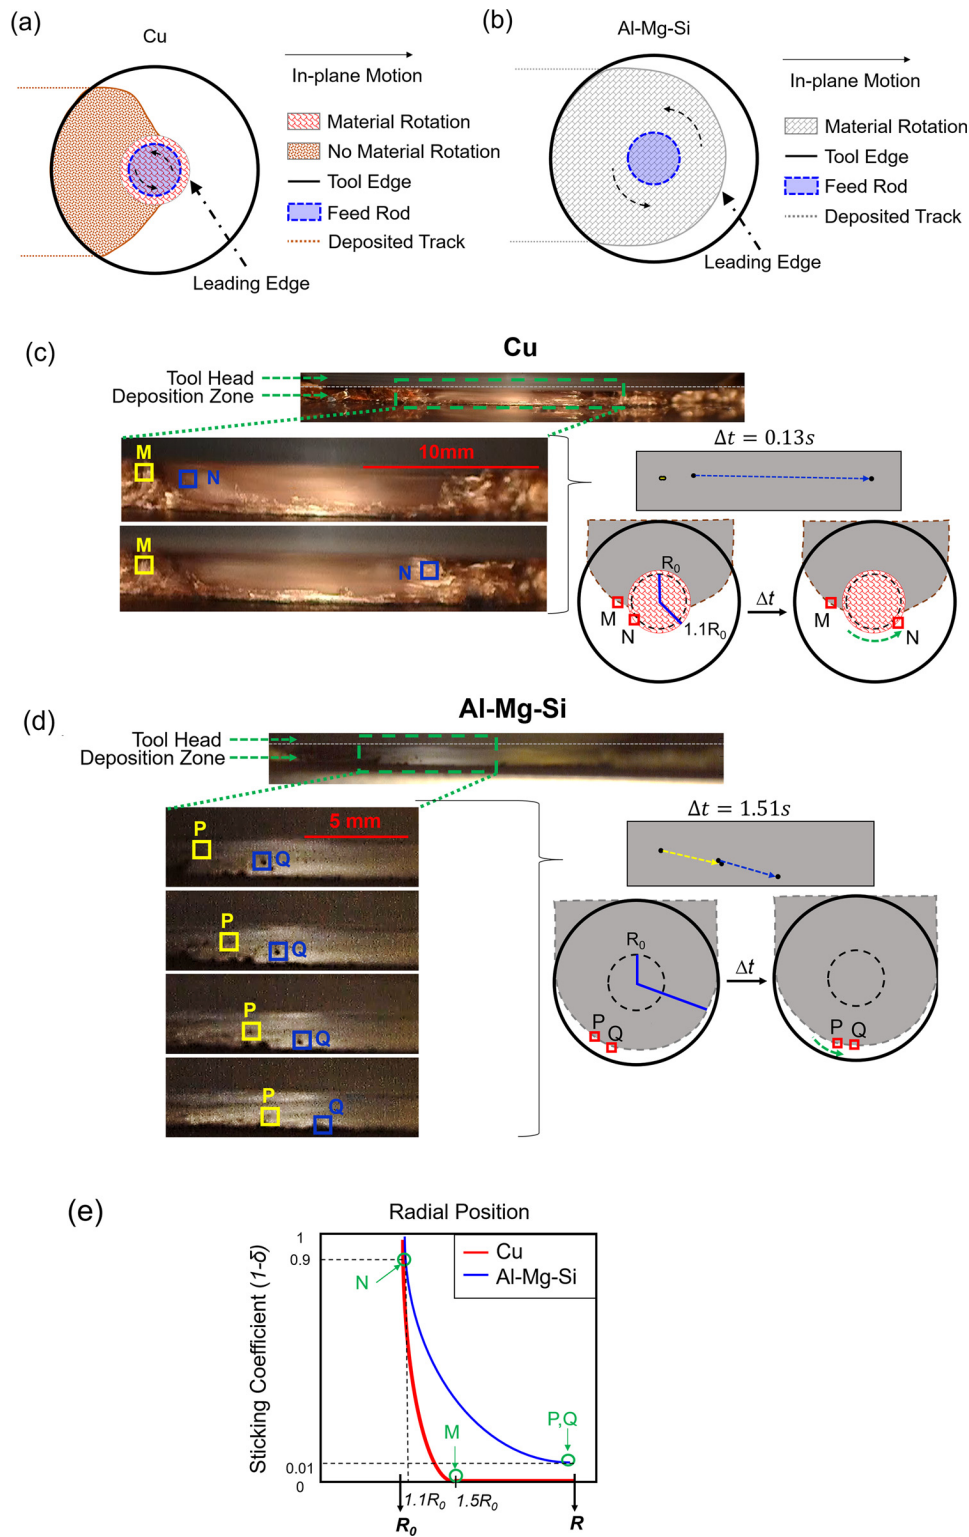 (a)
Cu
In-plane Motion
Material Rotation
No Material Rotation
Tool Edge
Feed Rod
Deposited Track
Leading Edge
(b)
Al-Mg-Si
In-plane Motion
Material Rotation
Tool Edge
Feed Rod
Deposited Track
Leading Edge
(c)
Cu
Tool Head
Deposition Zone
M
N
10mm
M
N
Δt = 0.13s
R₀
1.1R₀
M
N
Δt
M
N
(d)
Al-Mg-Si
Tool Head
Deposition Zone
P
Q
5 mm
P
Q
P
Q
P
Q
Δt = 1.51s
R₀
P
Q
Δt
P
Q
(e)
Radial Position
Sticking Coefficient (1-δ)
1
0.9
0.01
0
Cu
Al-Mg-Si
N
M
P,Q
1.1R₀
1.5R₀
R₀
R